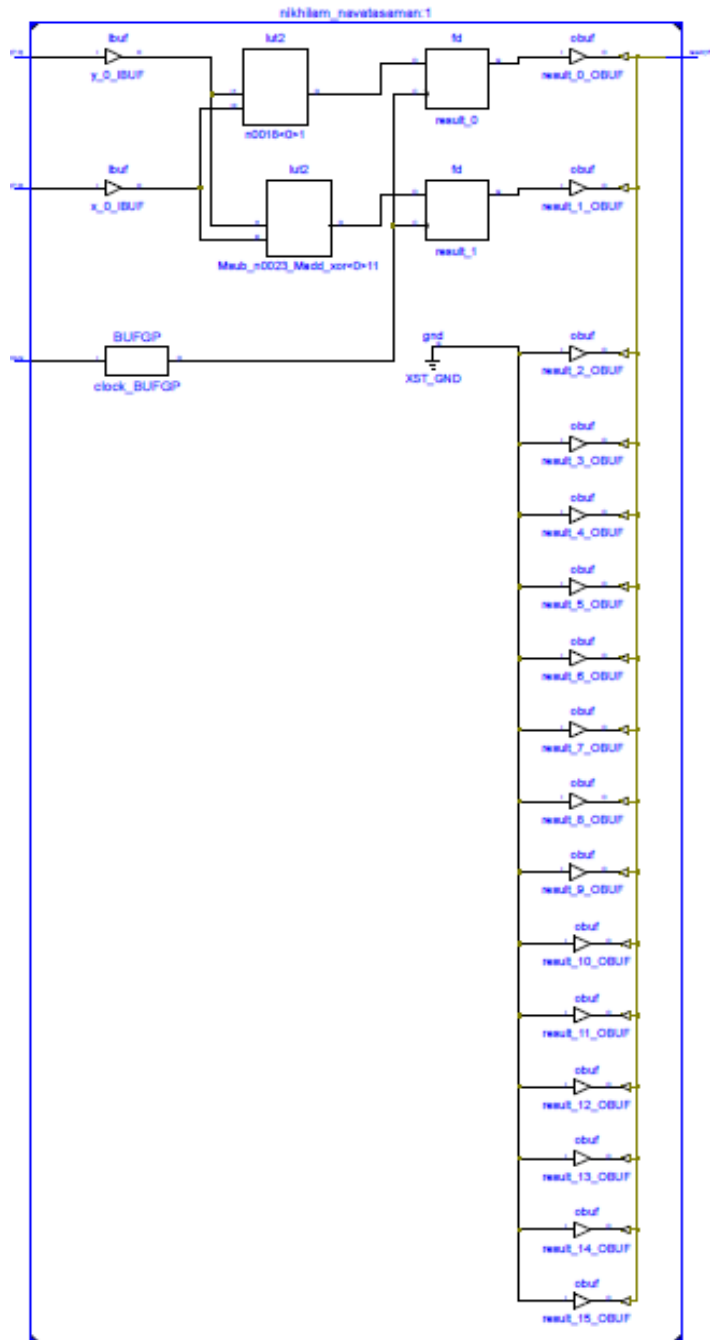 nikhilam_navatasaman:1
ibuf
lut2
fd
obuf
y_0_IBUF
n0016<0>1
result_0
result_0_OBUF
ibuf
lut2
fd
obuf
x_0_IBUF
Msub_n0023_Madd_xor<0>11
result_1
result_1_OBUF
BUFGP
gnd
obuf
clock_BUFGP
XST_GND
result_2_OBUF
obuf
result_3_OBUF
obuf
result_4_OBUF
obuf
result_5_OBUF
obuf
result_6_OBUF
obuf
result_7_OBUF
obuf
result_8_OBUF
obuf
result_9_OBUF
obuf
result_10_OBUF
obuf
result_11_OBUF
obuf
result_12_OBUF
obuf
result_13_OBUF
obuf
result_14_OBUF
obuf
result_15_OBUF